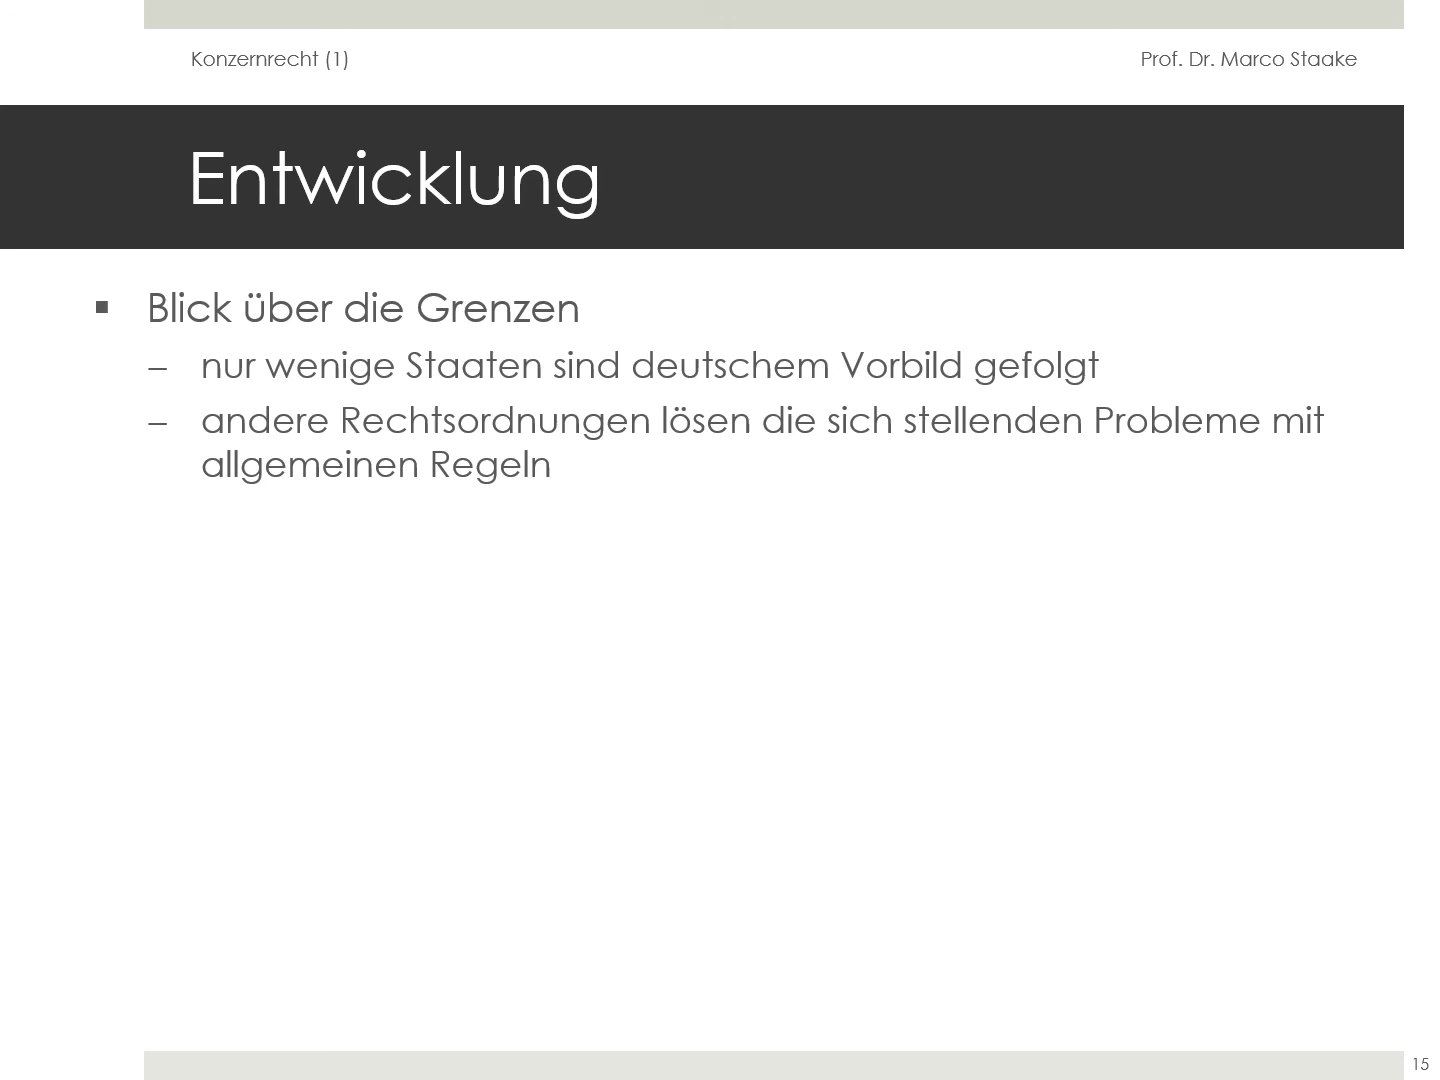 Konzernrecht (1)
Prof. Dr. Marco Staake
Entwicklung
▪ Blick über die Grenzen
– nur wenige Staaten sind deutschem Vorbild gefolgt
– andere Rechtsordnungen lösen die sich stellenden Probleme mit
allgemeinen Regeln
15